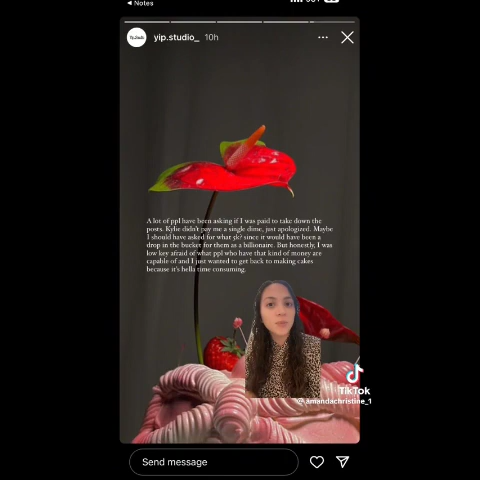 ◀ Notes
yip.studio_ 10h
A lot of ppl have been asking if I was paid to take down the
posts. Kylie didn't pay me a single dime, just apologized. Maybe
I should have asked for what
since it would have been a
drop in the bucket for them as a billionaire. But honestly, I was
low key afraid of what ppl who have that kind of money are
capable of and I just wanted to get back to making cakes
because it's hella time consuming.
TikTok
@amandachristine_1
Send message